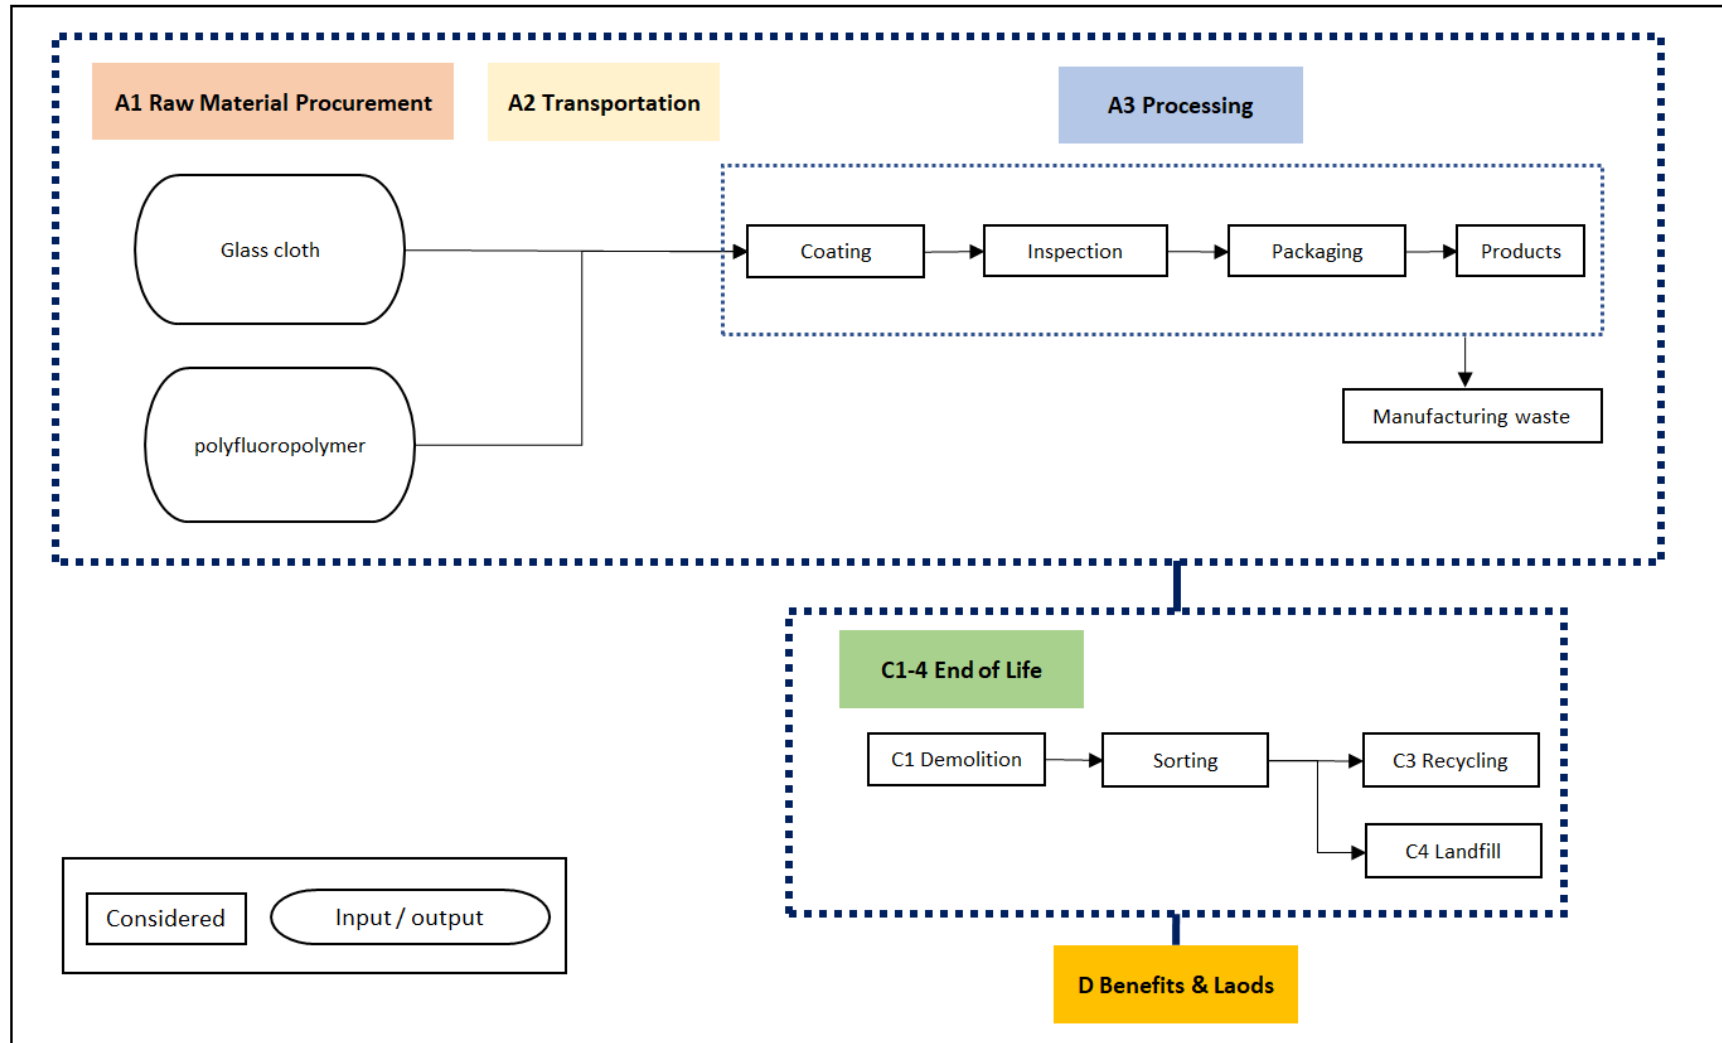 A1 Raw Material Procurement
A2 Transportation
A3 Processing
Glass cloth
Coating
Inspection
Packaging
Products
polyfluoropolymer
Manufacturing waste
C1-4 End of Life
C1 Demolition
Sorting
C3 Recycling
C4 Landfill
Considered
Input / output
D Benefits & Laods